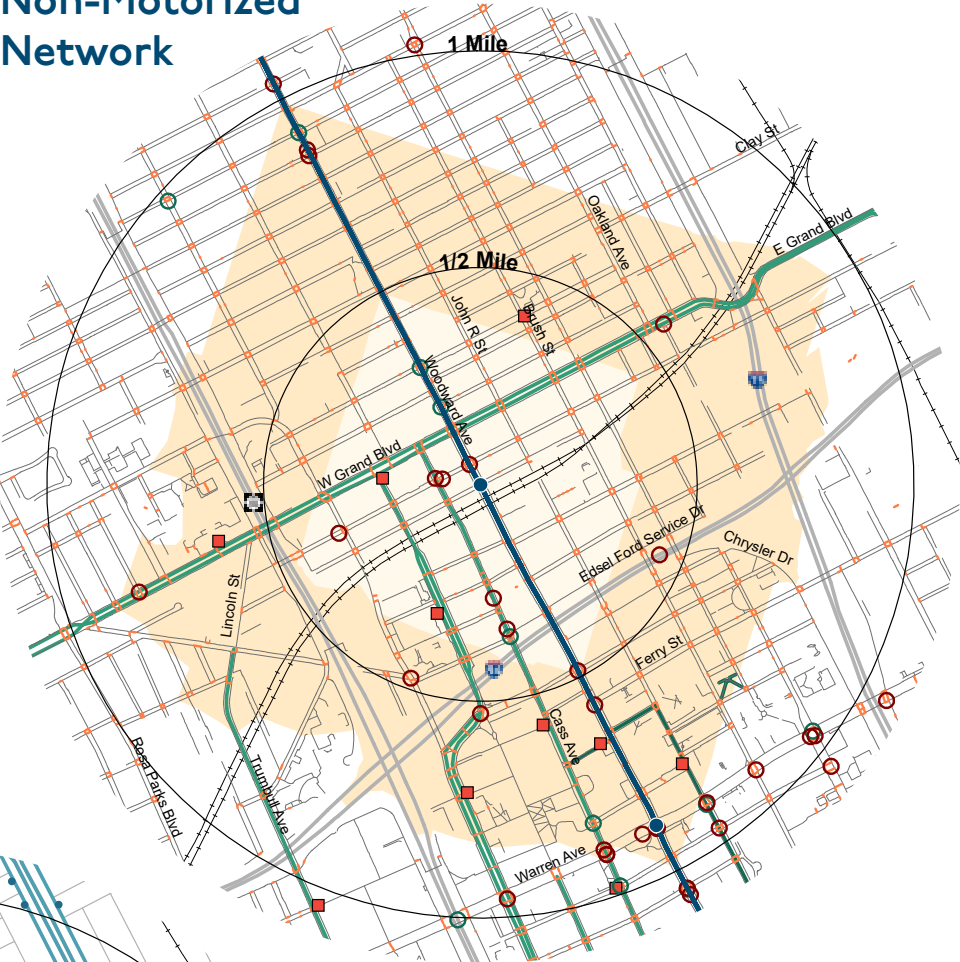 Non-Motorized
Network
1 Mile
Clay St
Oakland Ave
E Grand Blvd
1/2 Mile
John R St
Brush St
Woodward Ave
W Grand Blvd
Edsel Ford Service Dr
Chrysler Dr
Lincoln St
Ferry St
Cass Ave
Rosa Parks Blvd
Trumbull Ave
Warren Ave